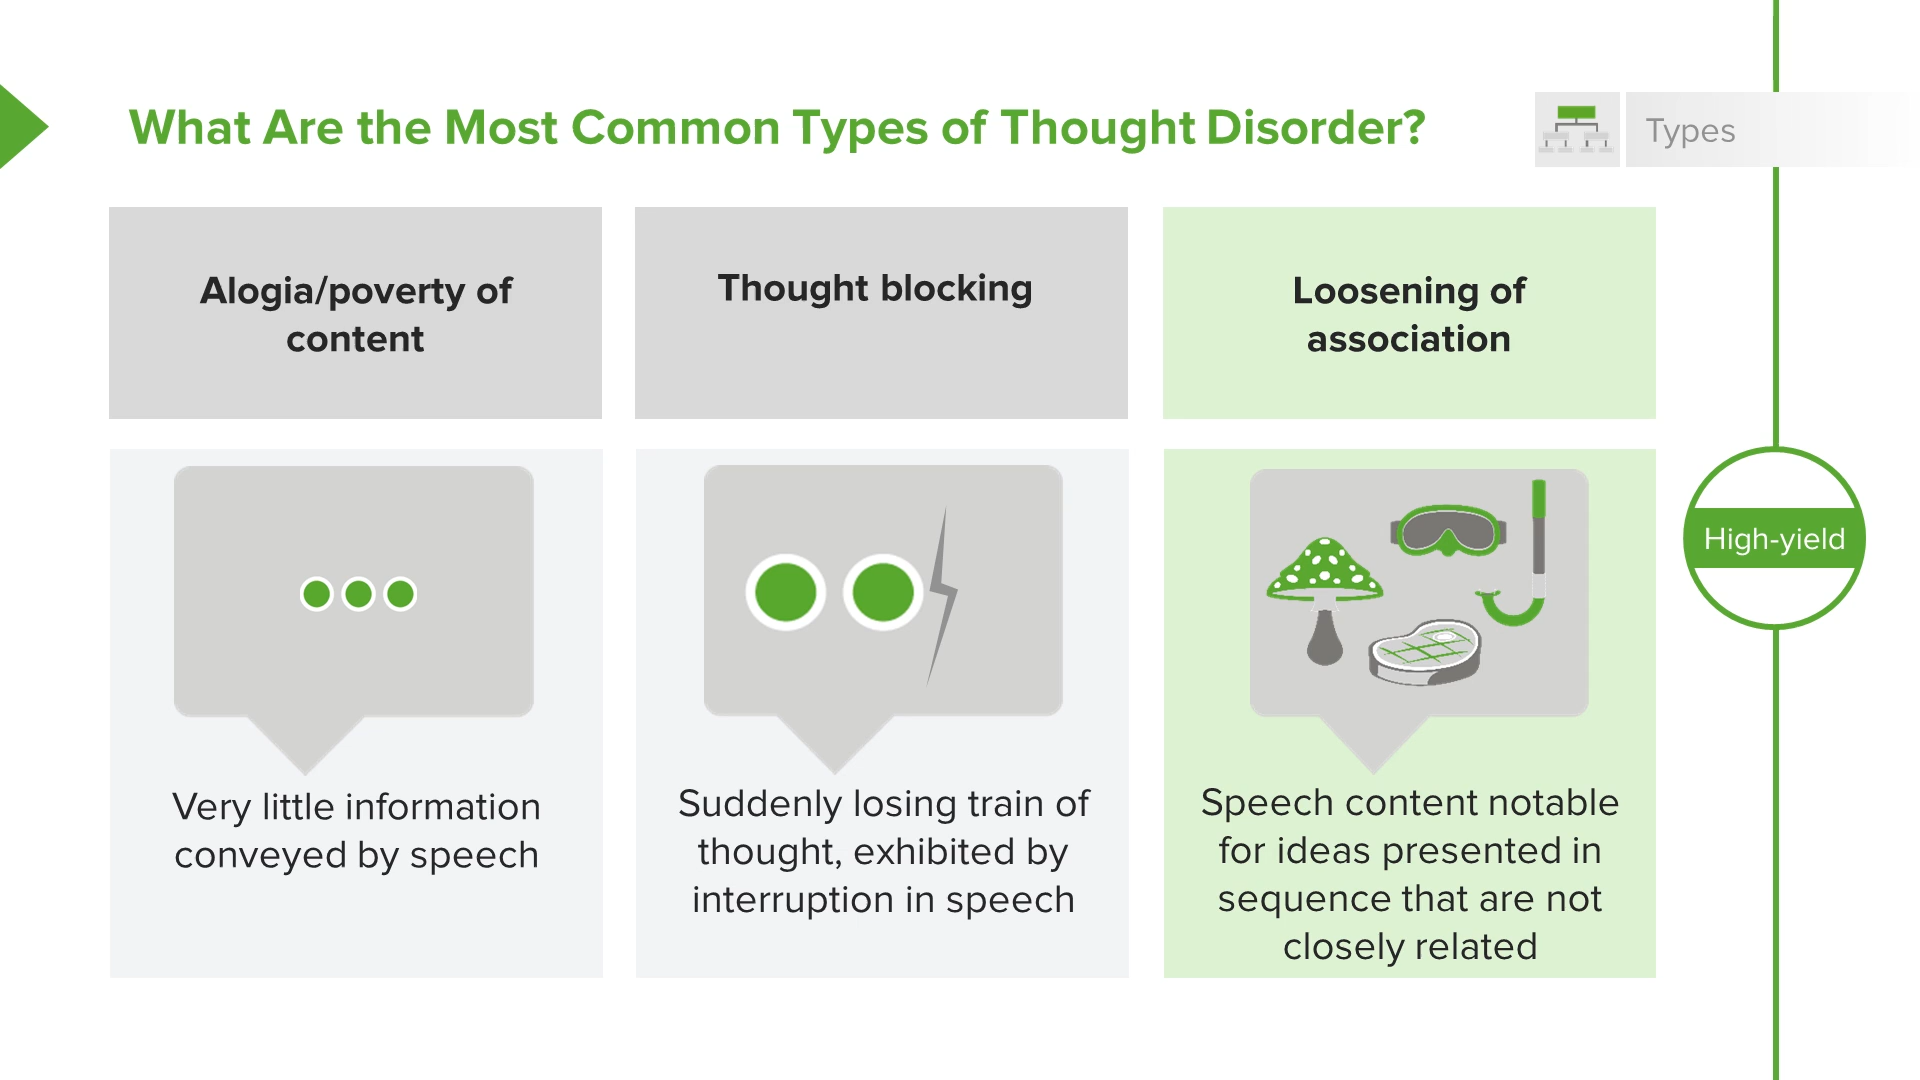 What Are the Most Common Types of Thought Disorder?
Types
Alogia/poverty of
content
Thought blocking
Loosening of
association
Very little information
conveyed by speech
Suddenly losing train of
thought, exhibited by
interruption in speech
Speech content notable
for ideas presented in
sequence that are not
closely related
High-yield